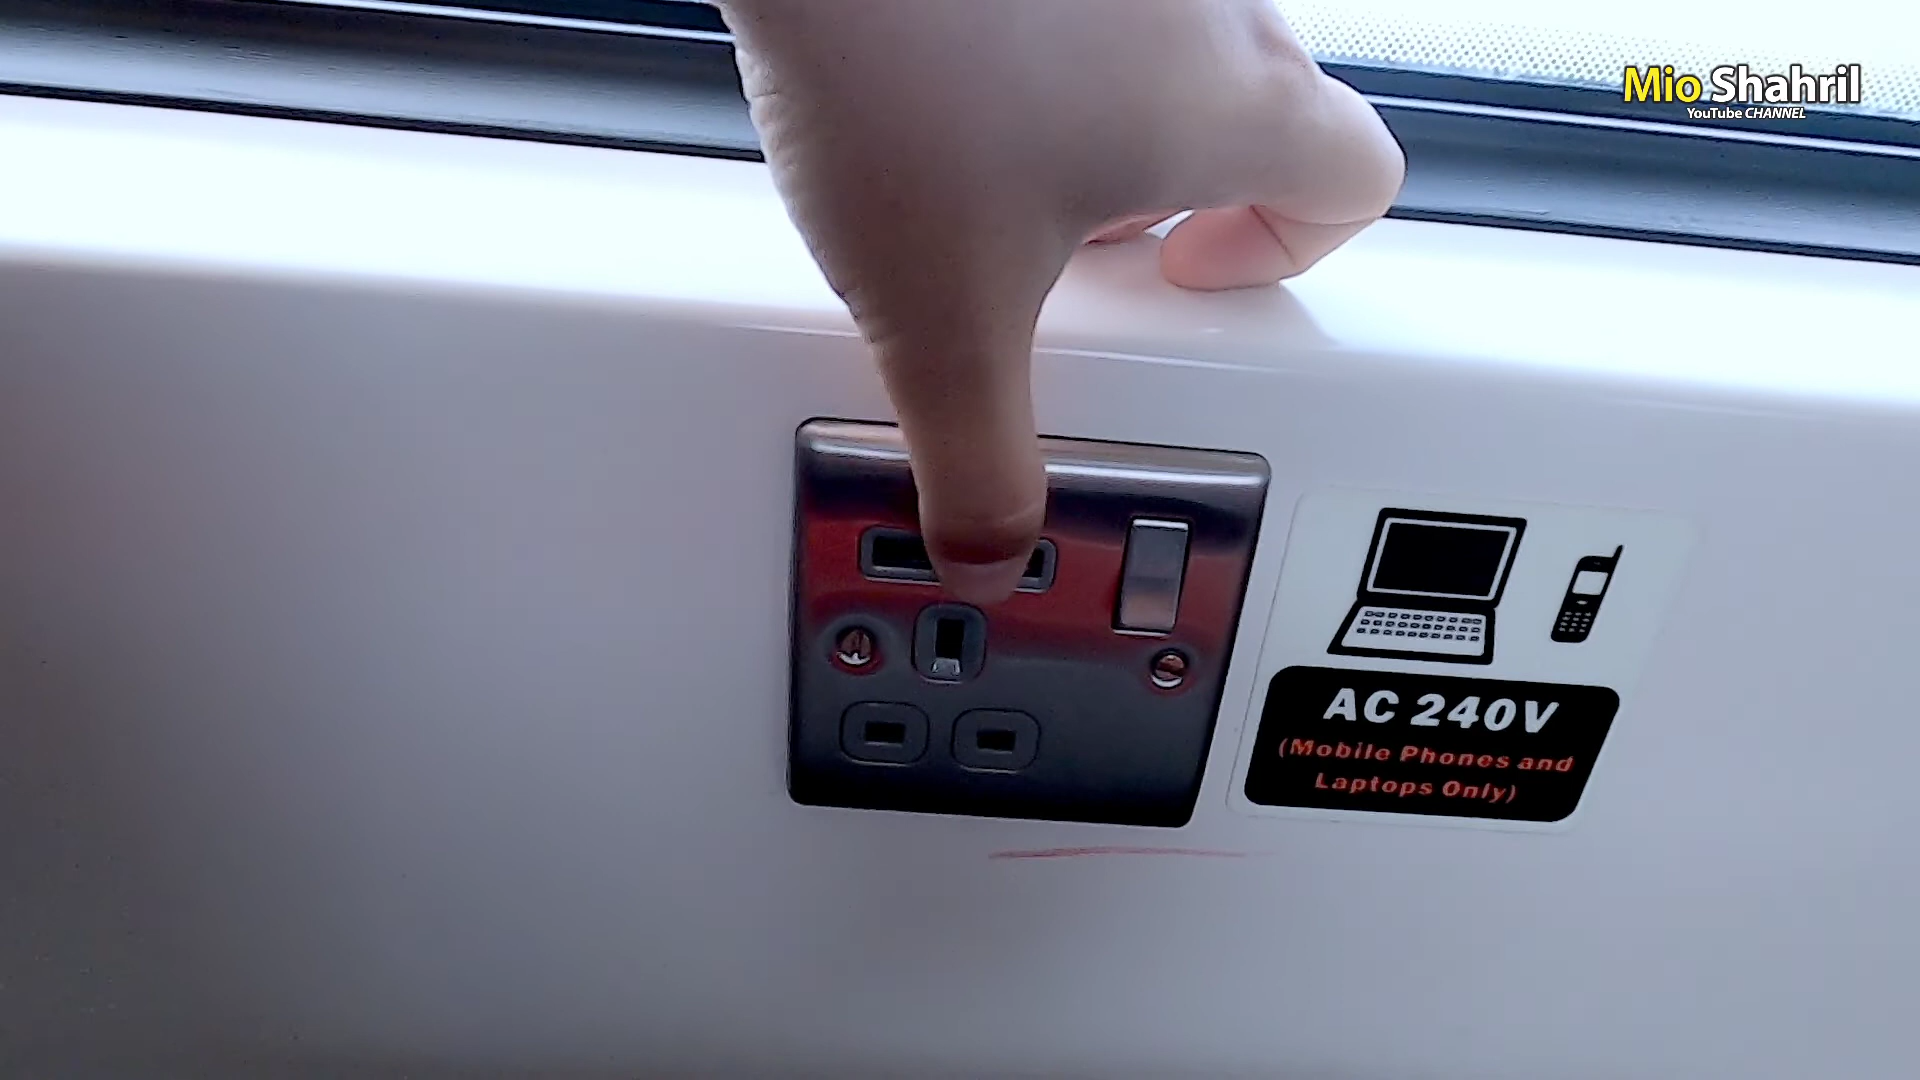 Mio Shahril
YouTube CHANNEL
AC 240V
(Mobile Phones and
Laptops Only)